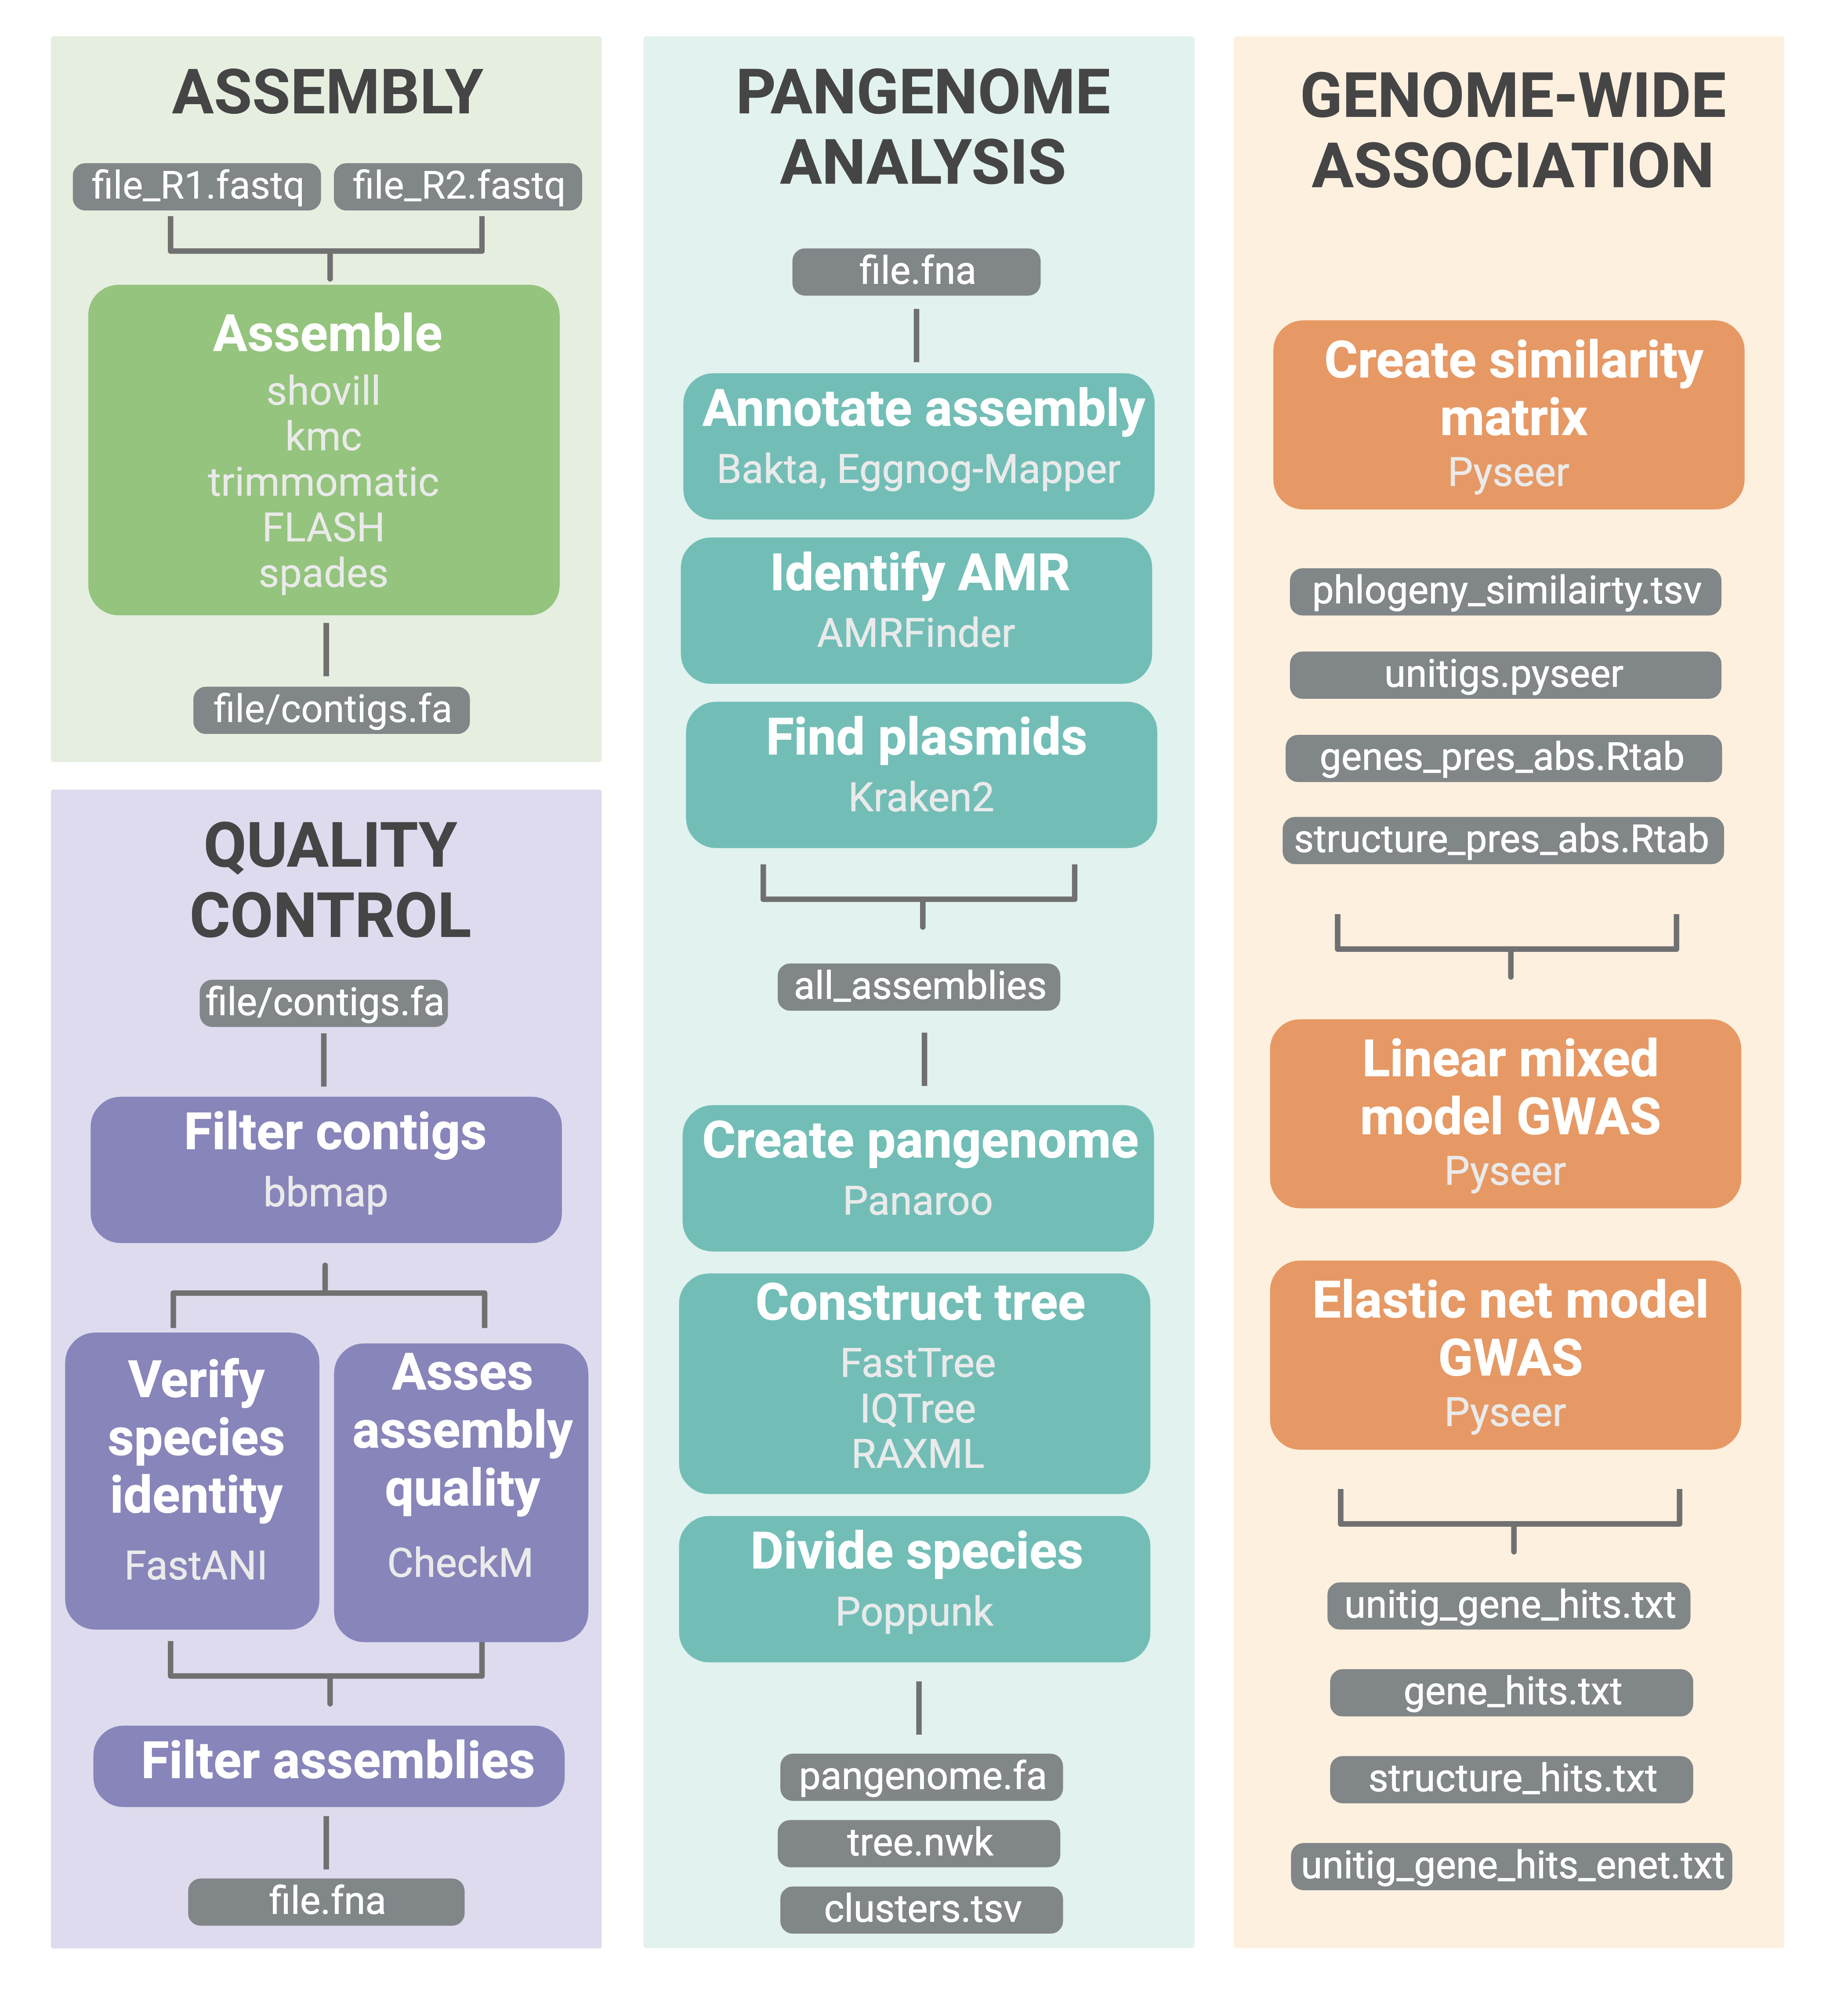 ASSEMBLY
file_R1.fastq
file_R2.fastq
Assemble
shovill
kmc
trimmomatic
FLASH
spades
file/contigs.fa
QUALITY
CONTROL
file/contigs.fa
Filter contigs
bbmap
Verify
species
identity
FastANI
Asses
assembly
quality
CheckM
Filter assemblies
file.fna
PANGENOME
ANALYSIS
file.fna
Annotate assembly
Bakta, Eggnog-Mapper
Identify AMR
AMRFinder
Find plasmids
Kraken2
all_assemblies
Create pangenome
Panaroo
Construct tree
FastTree
IQTree
RAXML
Divide species
Poppunk
pangenome.fa
tree.nwk
clusters.tsv
GENOME-WIDE
ASSOCIATION
Create similarity
matrix
Pyseer
phlogeny_similairty.tsv
unitigs.pyseer
genes_pres_abs.Rtab
structure_pres_abs.Rtab
Linear mixed
model GWAS
Pyseer
Elastic net model
GWAS
Pyseer
unitig_gene_hits.txt
gene_hits.txt
structure_hits.txt
unitig_gene_hits_enet.txt